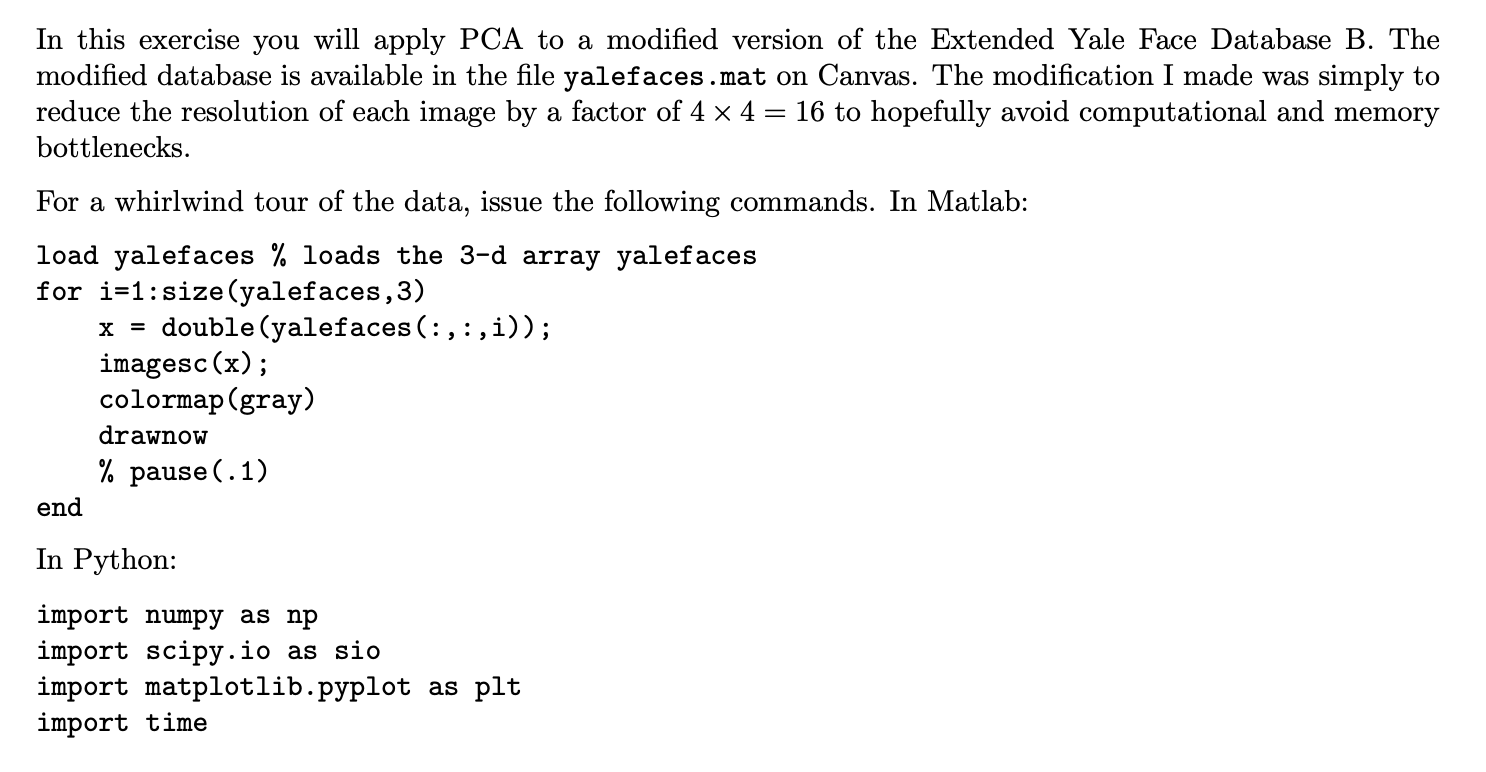 In this exercise you will apply PCA to a modified version of the Extended Yale Face Database B. The
modified database is available in the file yalefaces.mat on Canvas. The modification I made was simply to
reduce the resolution of each image by a factor of 4 × 4 = 16 to hopefully avoid computational and memory
bottlenecks.
For a whirlwind tour of the data, issue the following commands. In Matlab:
load yalefaces % loads the 3-d array yalefaces
for i=1:size(yalefaces,3)
    x = double(yalefaces(:,:,i));
    imagesc(x);
    colormap(gray)
    drawnow
    % pause(.1)
end
In Python:
import numpy as np
import scipy.io as sio
import matplotlib.pyplot as plt
import time